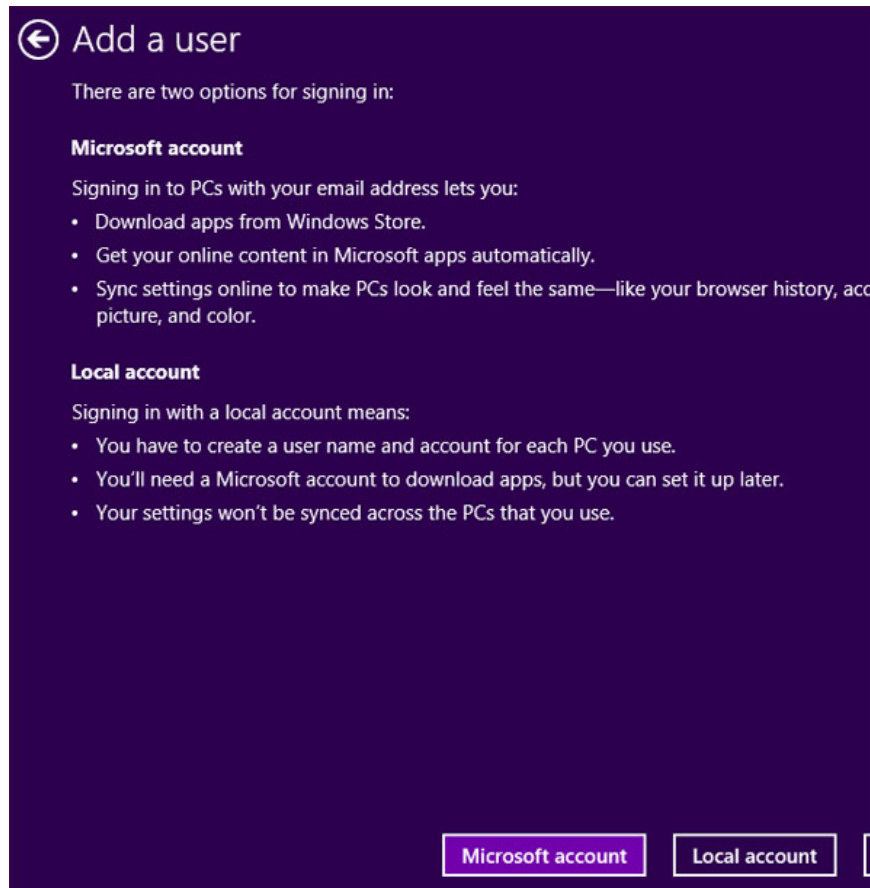 Add a user
There are two options for signing in:
Microsoft account
Signing in to PCs with your email address lets you:
• Download apps from Windows Store.
• Get your online content in Microsoft apps automatically.
• Sync settings online to make PCs look and feel the same—like your browser history,
picture, and color.
Local account
Signing in with a local account means:
• You have to create a user name and account for each PC you use.
• You'll need a Microsoft account to download apps, but you can set it up later.
• Your settings won't be synced across the PCs that you use.
Microsoft account Local account